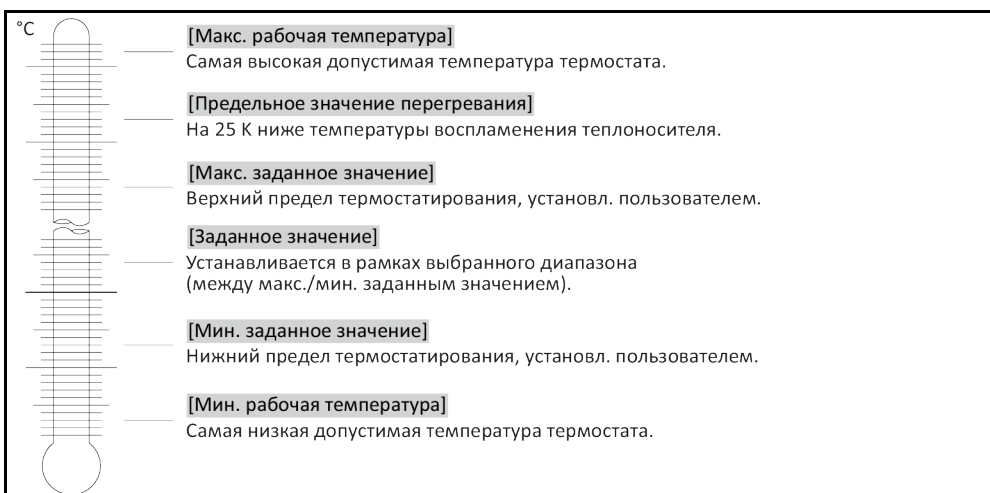 °C
[Макс. рабочая температура]
Самая высокая допустимая температура термостата.
[Предельное значение перегревания]
На 25 K ниже температуры воспламенения теплоносителя.
[Макс. заданное значение]
Верхний предел термостатирования, установл. пользователем.
[Заданное значение]
Устанавливается в рамках выбранного диапазона
(между макс./мин. заданным значением).
[Мин. заданное значение]
Нижний предел термостатирования, установл. пользователем.
[Мин. рабочая температура]
Самая низкая допустимая температура термостата.